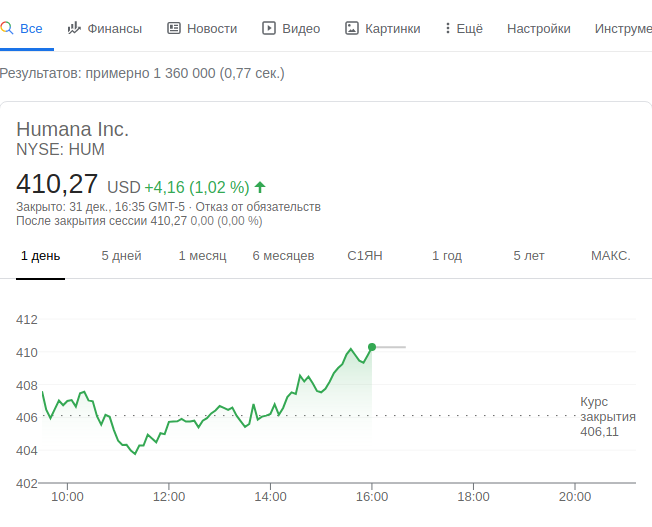 Все Финансы Новости Видео Картинки Ещё Настройки Инструме
Результатов: примерно 1 360 000 (0,77 сек.)
Humana Inc.
NYSE: HUM
410,27 USD +4,16 (1,02 %)
Закрыто: 31 дек., 16:35 GMT-5 · Отказ от обязательств
После закрытия сессии 410,27 0,00 (0,00 %)
1 день 5 дней 1 месяц 6 месяцев С1ЯН 1 год 5 лет МАКС.
412
410
408
406
404
402
Курс
закрытия
406,11
10:00 12:00 14:00 16:00 18:00 20:00